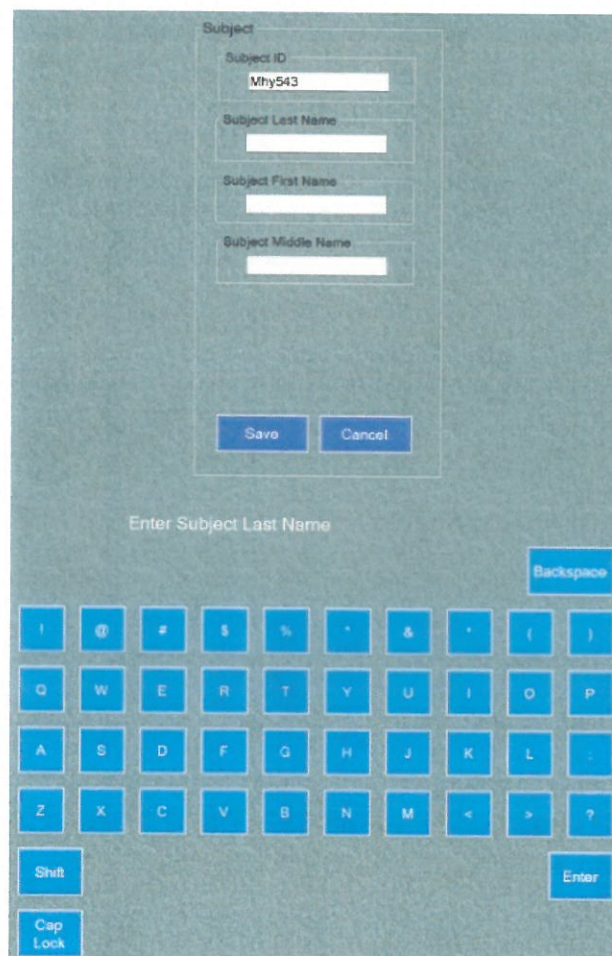 Subject
Subject ID
Mhy543
Subject Last Name
Subject First Name
Subject Middle Name
Save Cancel
Enter Subject Last Name
Backspace
! @ # $ % ^ & * ( )
Q W E R T Y U I O P
A S D F G H J K L :
Z X C V B N M < > ?
Shift Enter
Cap
Lock